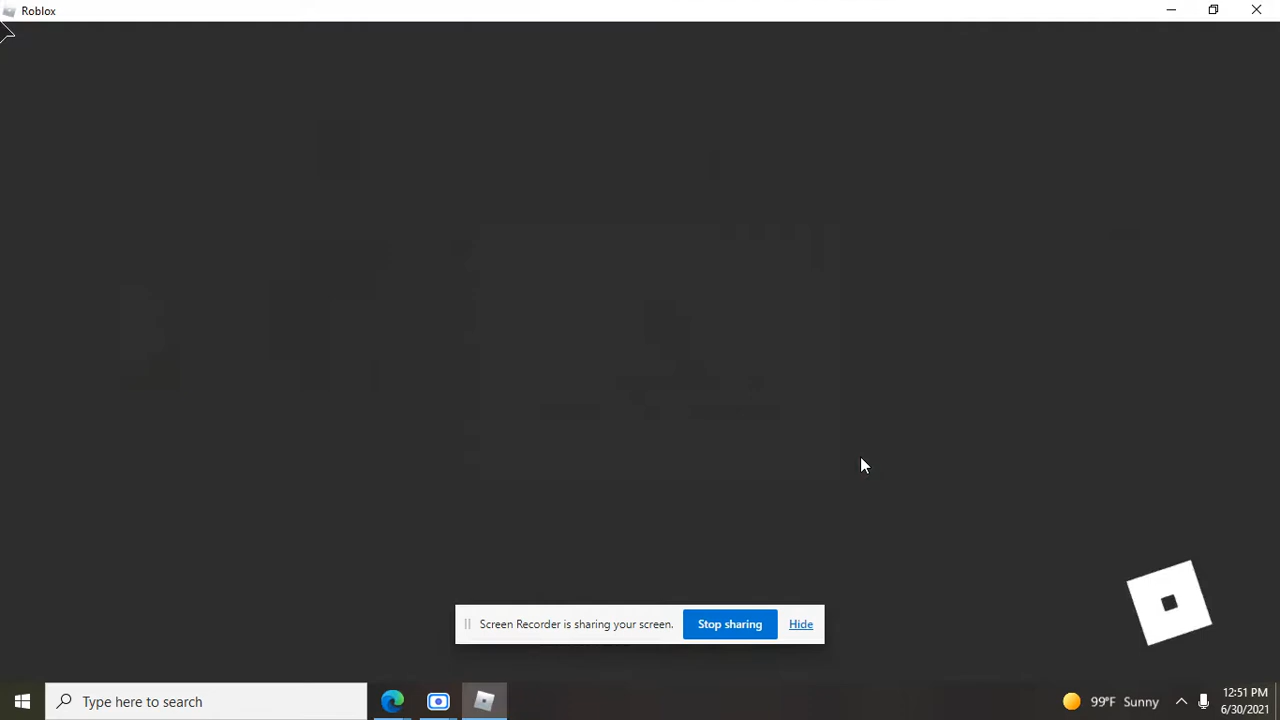 Roblox
Screen Recorder is sharing your screen.
Stop sharing
Hide
Type here to search
99°F Sunny
12:51 PM
6/30/2021